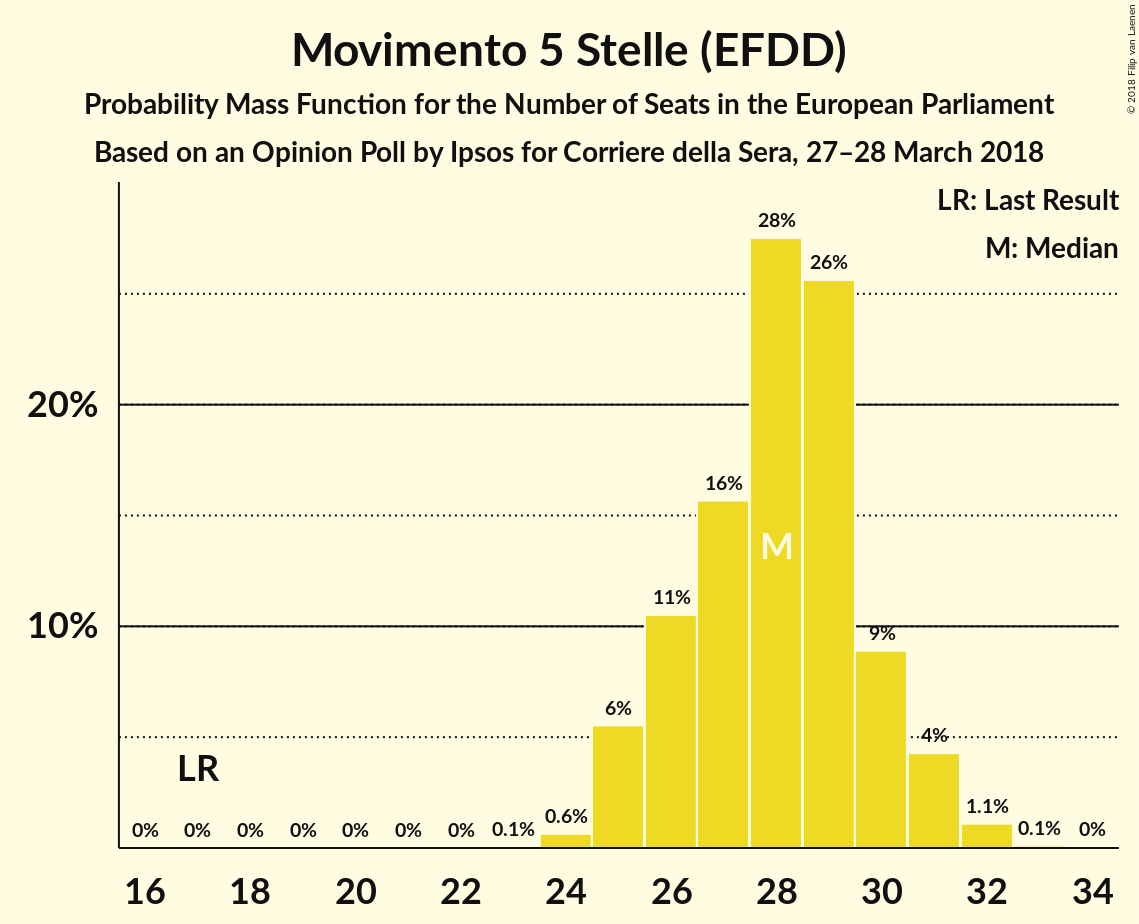 Movimento 5 Stelle (EFDD)
Probability Mass Function for the Number of Seats in the European Parliament
Based on an Opinion Poll by Ipsos for Corriere della Sera, 27–28 March 2018
© 2018 Filip van Laenen
LR: Last Result
M: Median
28%
26%
20%
16%
M
11%
10%
9%
6%
4%
LR
0% 0% 0% 0% 0% 0% 0% 0.1% 0.6% 1.1% 0.1% 0%
16 18 20 22 24 26 28 30 32 34